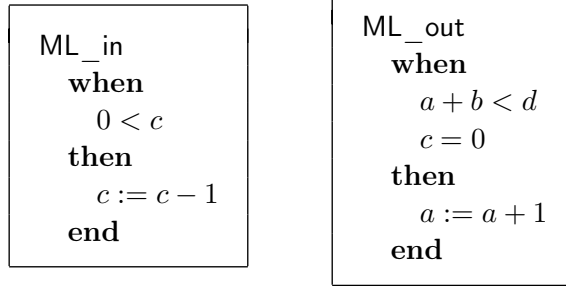 ML_in
when
0 < c
then
c := c − 1
end
ML_out
when
a + b < d
c = 0
then
a := a + 1
end